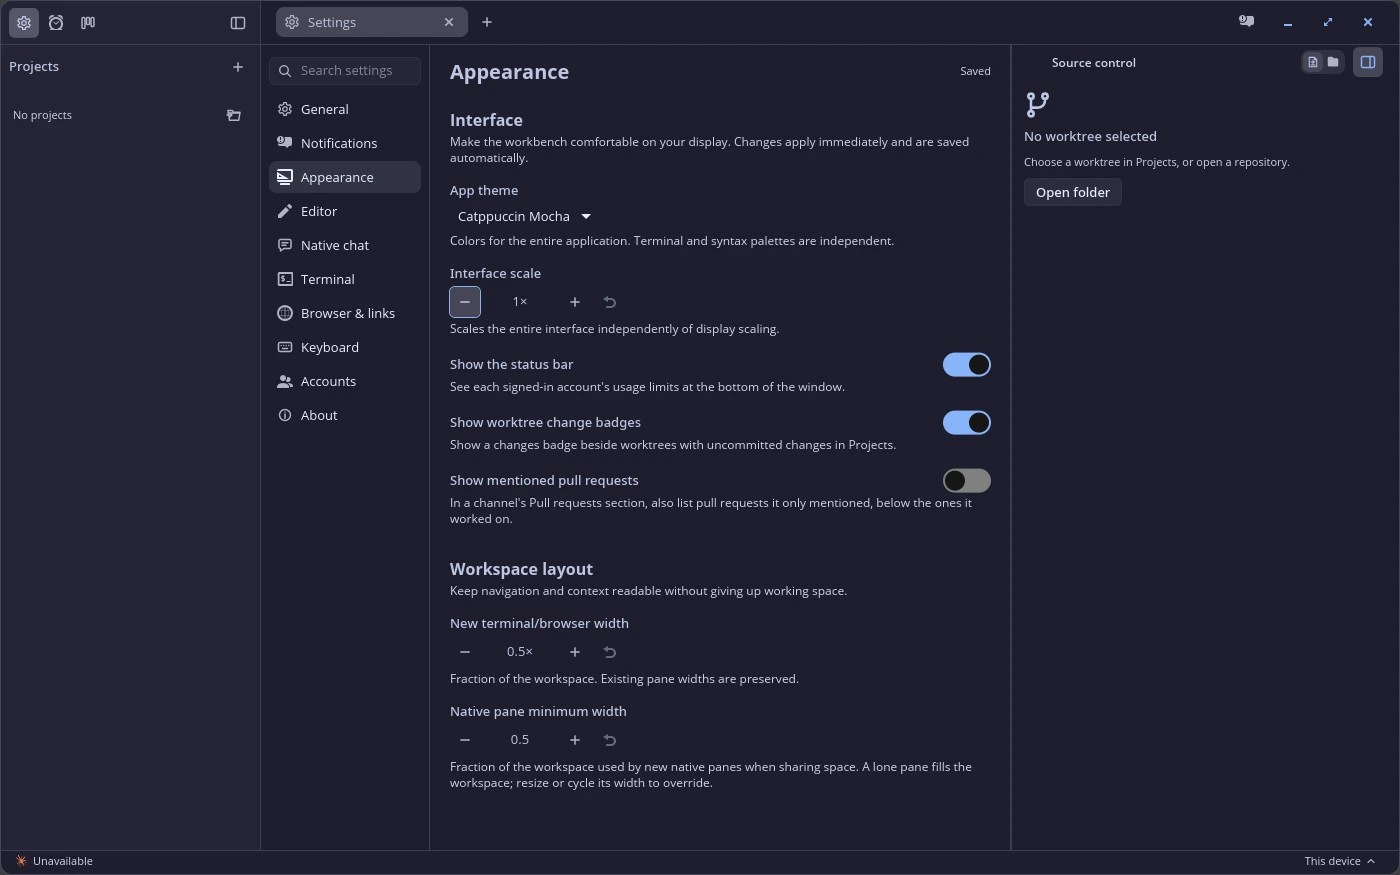 Settings
Projects
No projects
Search settings
General
Notifications
Appearance
Editor
Native chat
Terminal
Browser & links
Keyboard
Accounts
About
Appearance
Saved
Interface
Make the workbench comfortable on your display. Changes apply immediately and are saved
automatically.
App theme
Catppuccin Mocha
Colors for the entire application. Terminal and syntax palettes are independent.
Interface scale
1×
Scales the entire interface independently of display scaling.
Show the status bar
See each signed-in account's usage limits at the bottom of the window.
Show worktree change badges
Show a changes badge beside worktrees with uncommitted changes in Projects.
Show mentioned pull requests
In a channel's Pull requests section, also list pull requests it only mentioned, below the ones it
worked on.
Workspace layout
Keep navigation and context readable without giving up working space.
New terminal/browser width
0.5×
Fraction of the workspace. Existing pane widths are preserved.
Native pane minimum width
0.5
Fraction of the workspace used by new native panes when sharing space. A lone pane fills the
workspace; resize or cycle its width to override.
Source control
No worktree selected
Choose a worktree in Projects, or open a repository.
Open folder
Unavailable
This device